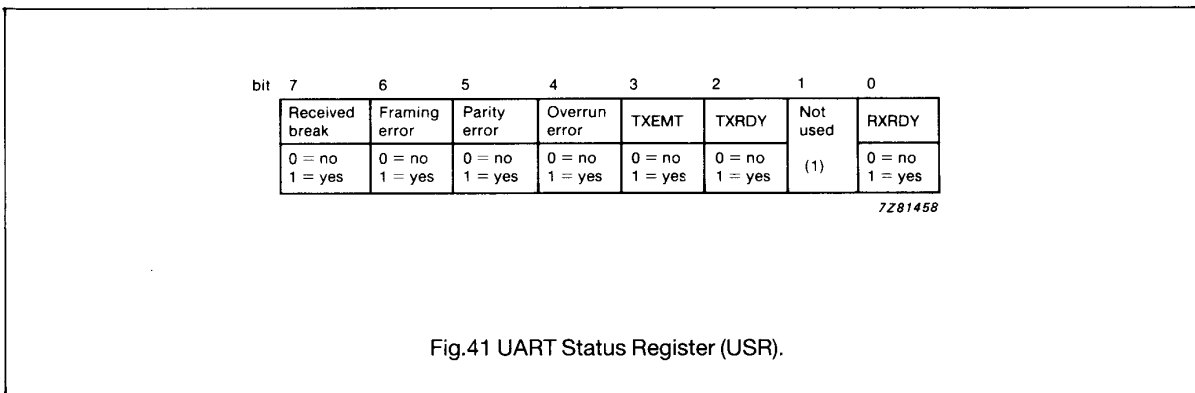 bit 7 6 5 4 3 2 1 0
Received break Framing error Parity error Overrun error TXEMT TXRDY Not used RXRDY
0 = no 0 = no 0 = no 0 = no 0 = no 0 = no (1) 0 = no
1 = yes 1 = yes 1 = yes 1 = yes 1 = yes 1 = yes 1 = yes
7Z81458
Fig.41 UART Status Register (USR).